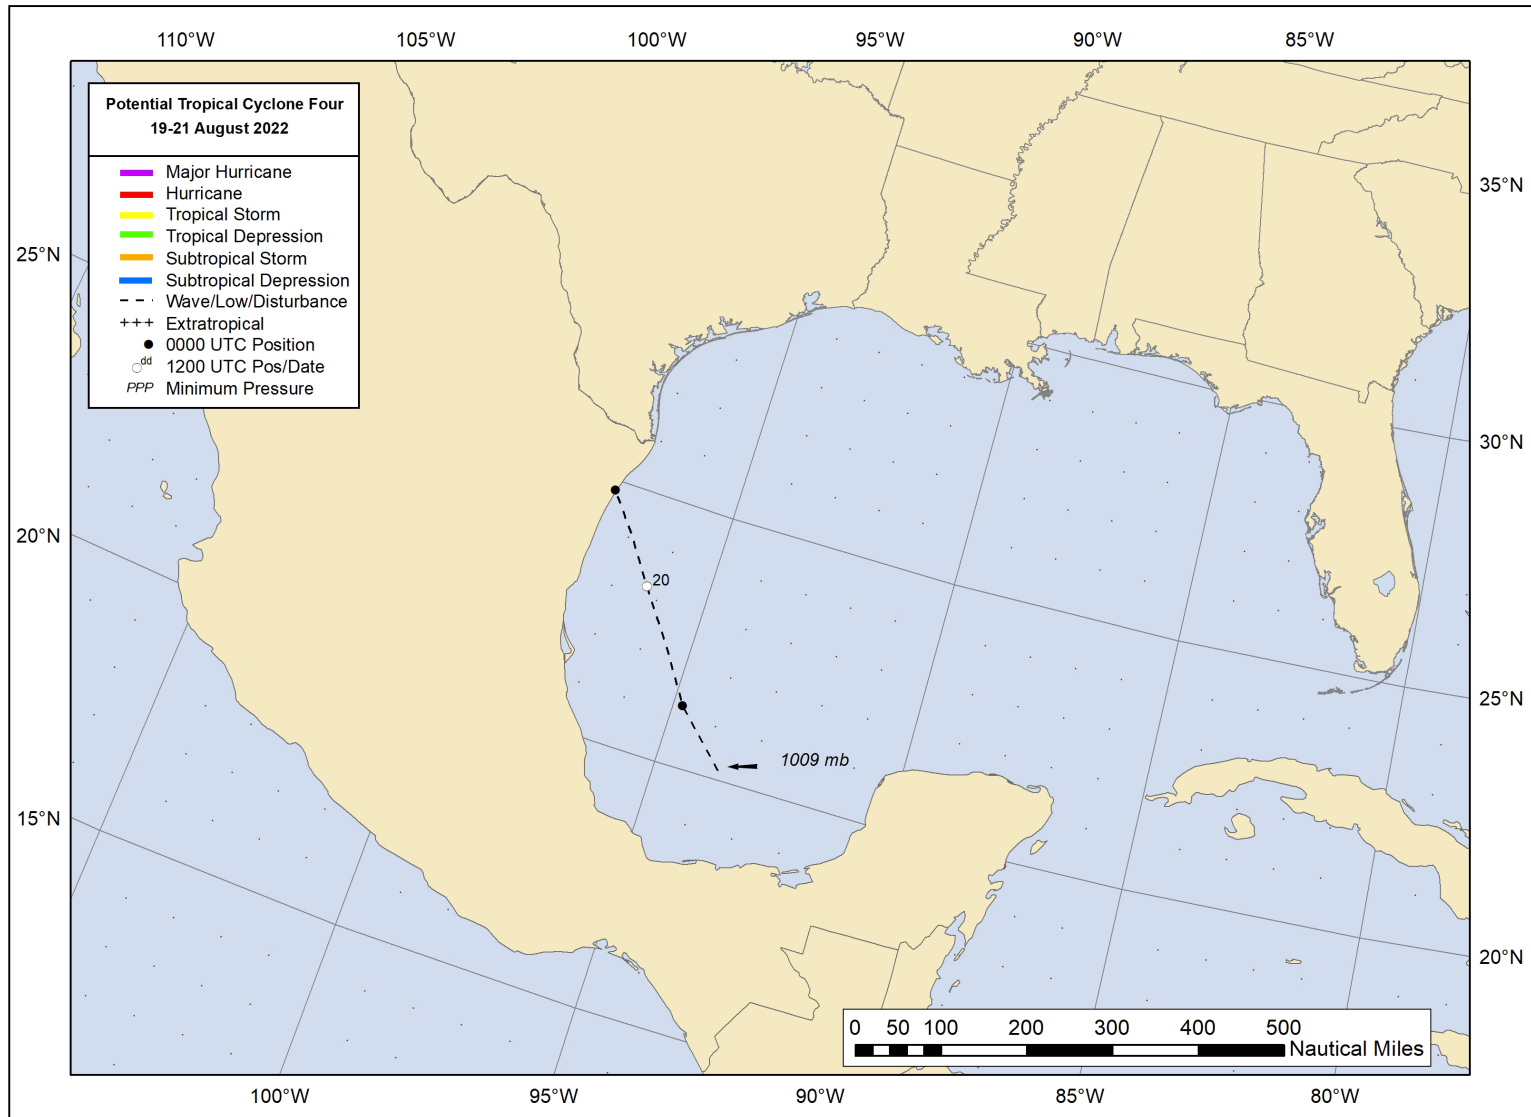 110°W 105°W 100°W 95°W 90°W 85°W
Potential Tropical Cyclone Four
19-21 August 2022
Major Hurricane
Hurricane
Tropical Storm
Tropical Depression
Subtropical Storm
Subtropical Depression
Wave/Low/Disturbance
+++ Extratropical
0000 UTC Position
dd 1200 UTC Pos/Date
PPP Minimum Pressure
35°N
25°N
30°N
20°N
20
25°N
1009 mb
15°N
20°N
0 50 100 200 300 400 500
Nautical Miles
100°W 95°W 90°W 85°W 80°W